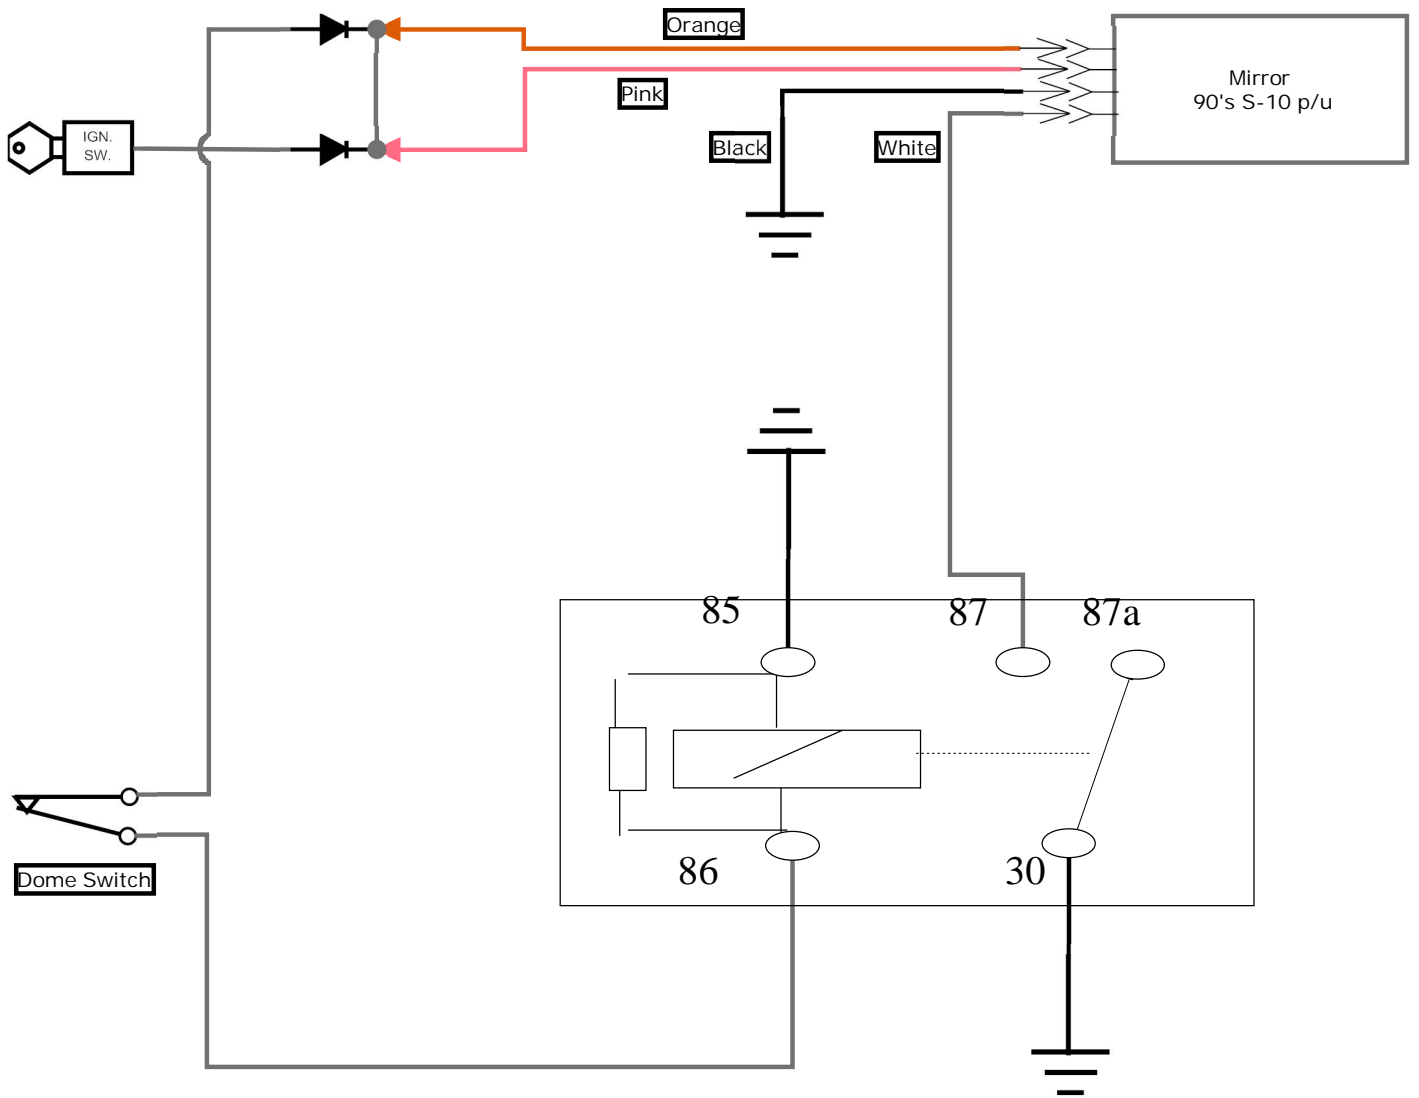 Orange
Mirror
90's S-10 p/u
Pink
IGN.
SW.
Black
White
85
87
87a
86
30
Dome Switch